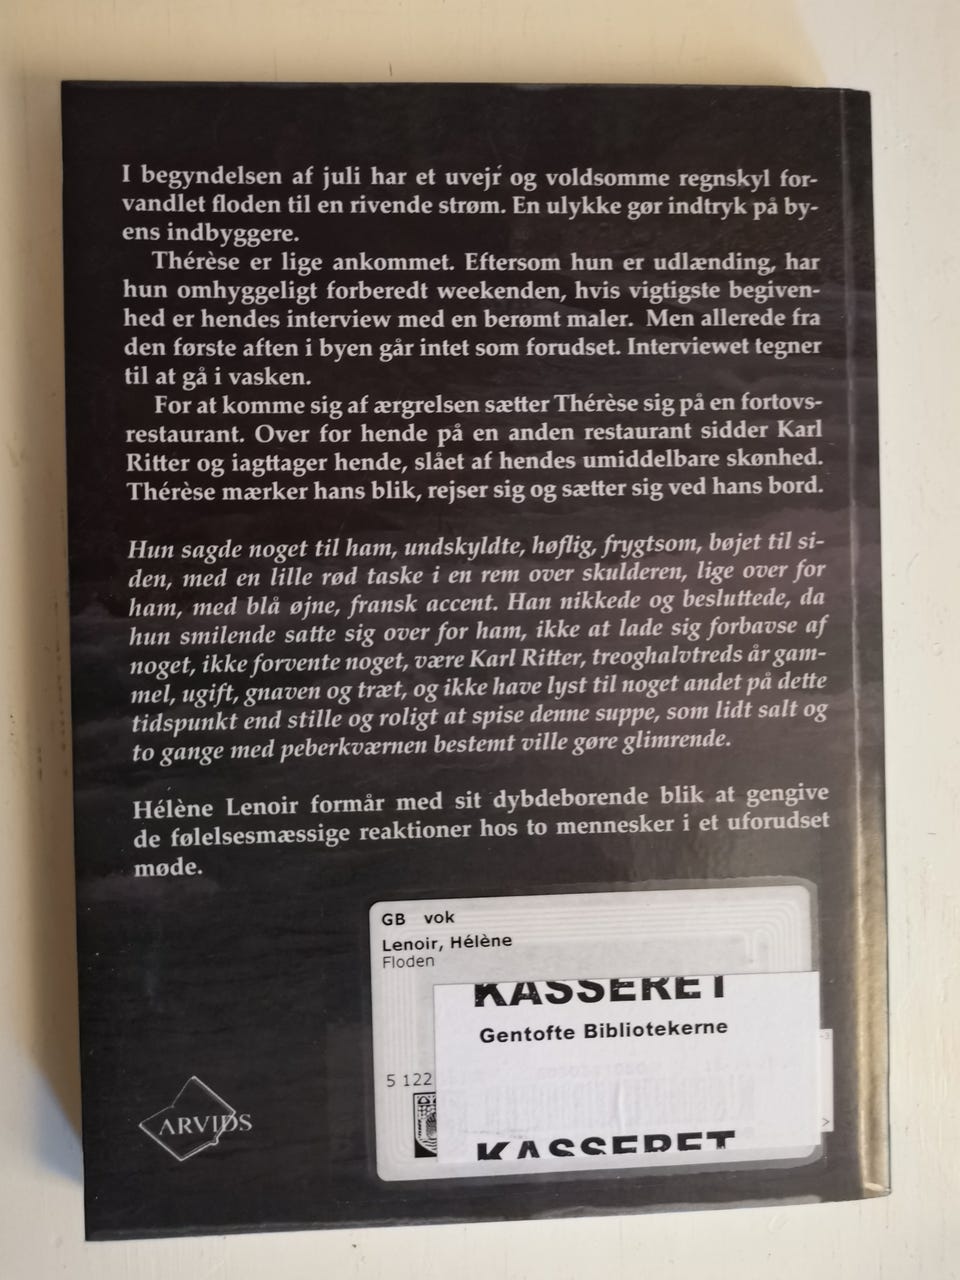 I begyndelsen af juli har et uvejr og voldsomme regnskyl for-
vandlet floden til en rivende strøm. En ulykke gør indtryk på by-
ens indbyggere.
Thérèse er lige ankommet. Eftersom hun er udlænding, har
hun omhyggeligt forberedt weekenden, hvis vigtigste begiven-
hed er hendes interview med en berømt maler. Men allerede fra
den første aften i byen går intet som forudset. Interviewet tegner
til at gå i vasken.
For at komme sig af ærgrelsen sætter Thérèse sig på en fortovs-
restaurant. Over for hende på en anden restaurant sidder Karl
Ritter og iagttager hende, slået af hendes umiddelbare skønhed.
Thérèse mærker hans blik, rejser sig og sætter sig ved hans bord.
Hun sagde noget til ham, undskyldte, høflig, frygtsom, bøjet til si-
den, med en lille rød taske i en rem over skulderen, lige over for
ham, med blå øjne, fransk accent. Han nikkede og besluttede, da
hun smilende satte sig over for ham, ikke at lade sig forbavse af
noget, ikke forvente noget, være Karl Ritter, treoghalvtreds år gam-
mel, ugift, gnaven og træt, og ikke have lyst til noget andet på dette
tidspunkt end stille og roligt at spise denne suppe, som lidt salt og
to gange med peberkværnen bestemt ville gøre glimrende.
Hélène Lenoir formår med sit dybdeborende blik at gengive
de følelsesmæssige reaktioner hos to mennesker i et uforudset
møde.
GB vok
Lenoir, Hélène
Floden
KASSERET
Gentofte Bibliotekerne
5 122
KASSERET
ARVIDS